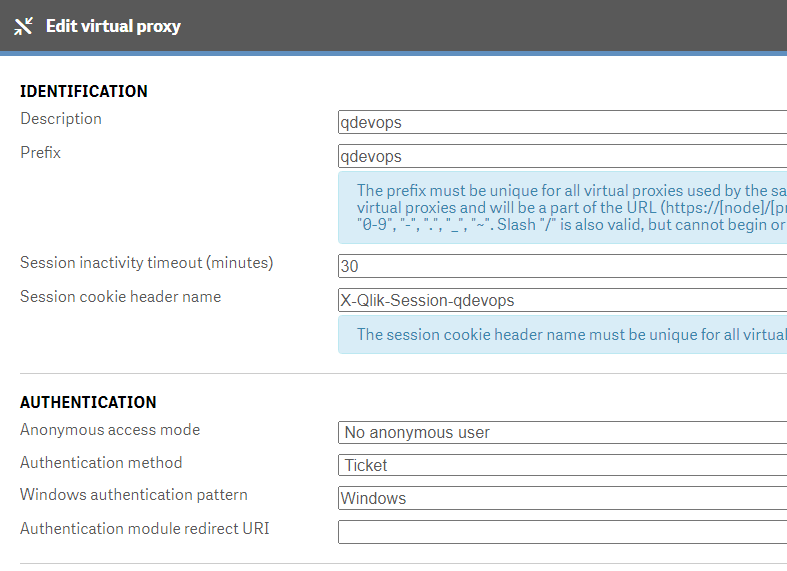 Edit virtual proxy
IDENTIFICATION
Description
qdevops
Prefix
qdevops
The prefix must be unique for all virtual proxies used by the sa
virtual proxies and will be a part of the URL (https://[node]/[pr
"0-9", "-", ".", "_", "~". Slash "/" is also valid, but cannot begin or
Session inactivity timeout (minutes)
30
Session cookie header name
X-Qlik-Session-qdevops
The session cookie header name must be unique for all virtual
AUTHENTICATION
Anonymous access mode
No anonymous user
Authentication method
Ticket
Windows authentication pattern
Windows
Authentication module redirect URI